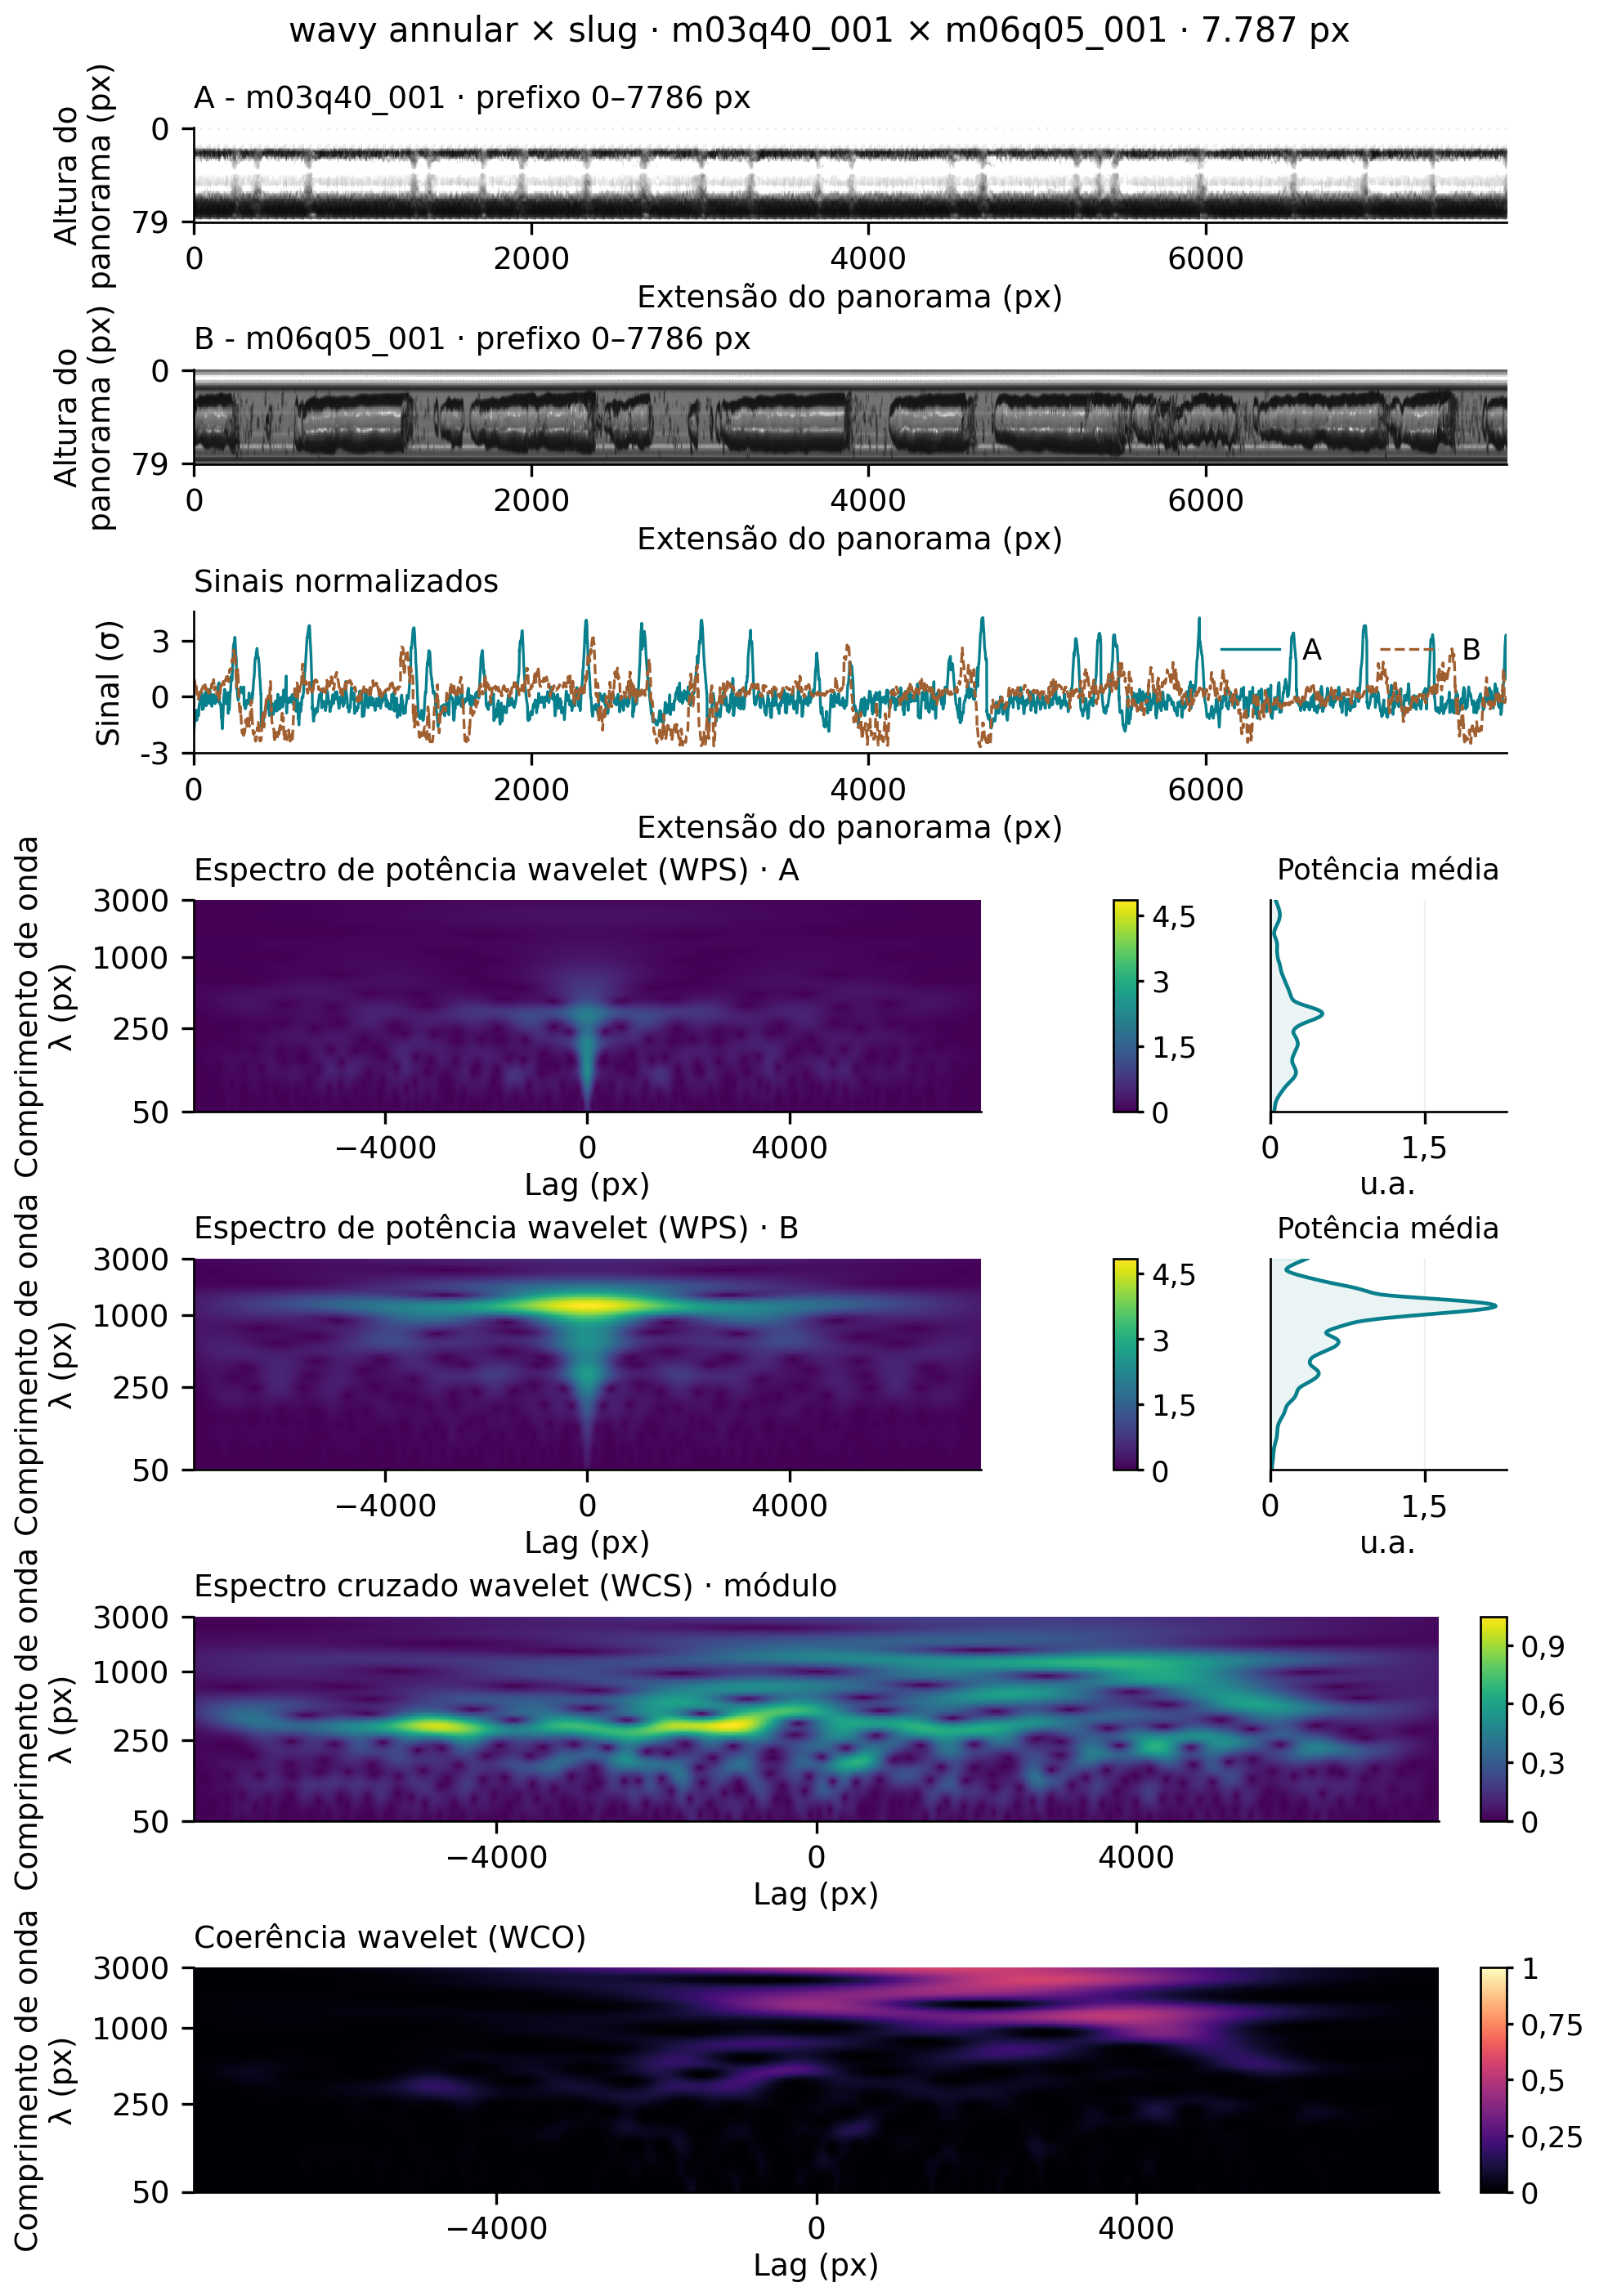 wavy annular × slug · m03q40_001 × m06q05_001 · 7.787 px
A - m03q40_001 · prefixo 0–7786 px
Altura do
panorama (px)
0
79
0 2000 4000 6000
Extensão do panorama (px)
B - m06q05_001 · prefixo 0–7786 px
Altura do
panorama (px)
0
79
0 2000 4000 6000
Extensão do panorama (px)
Sinais normalizados
Sinal (σ)
3
0
-3
A B
0 2000 4000 6000
Extensão do panorama (px)
Espectro de potência wavelet (WPS) · A
Comprimento de onda
λ (px)
3000
1000
250
50
−4000 0 4000
Lag (px)
4,5
3
1,5
0
Potência média
0 1,5
u.a.
Espectro de potência wavelet (WPS) · B
Comprimento de onda
λ (px)
3000
1000
250
50
−4000 0 4000
Lag (px)
4,5
3
1,5
0
Potência média
0 1,5
u.a.
Espectro cruzado wavelet (WCS) · módulo
Comprimento de onda
λ (px)
3000
1000
250
50
−4000 0 4000
Lag (px)
0,9
0,6
0,3
0
Coerência wavelet (WCO)
Comprimento de onda
λ (px)
3000
1000
250
50
−4000 0 4000
Lag (px)
1
0,75
0,5
0,25
0